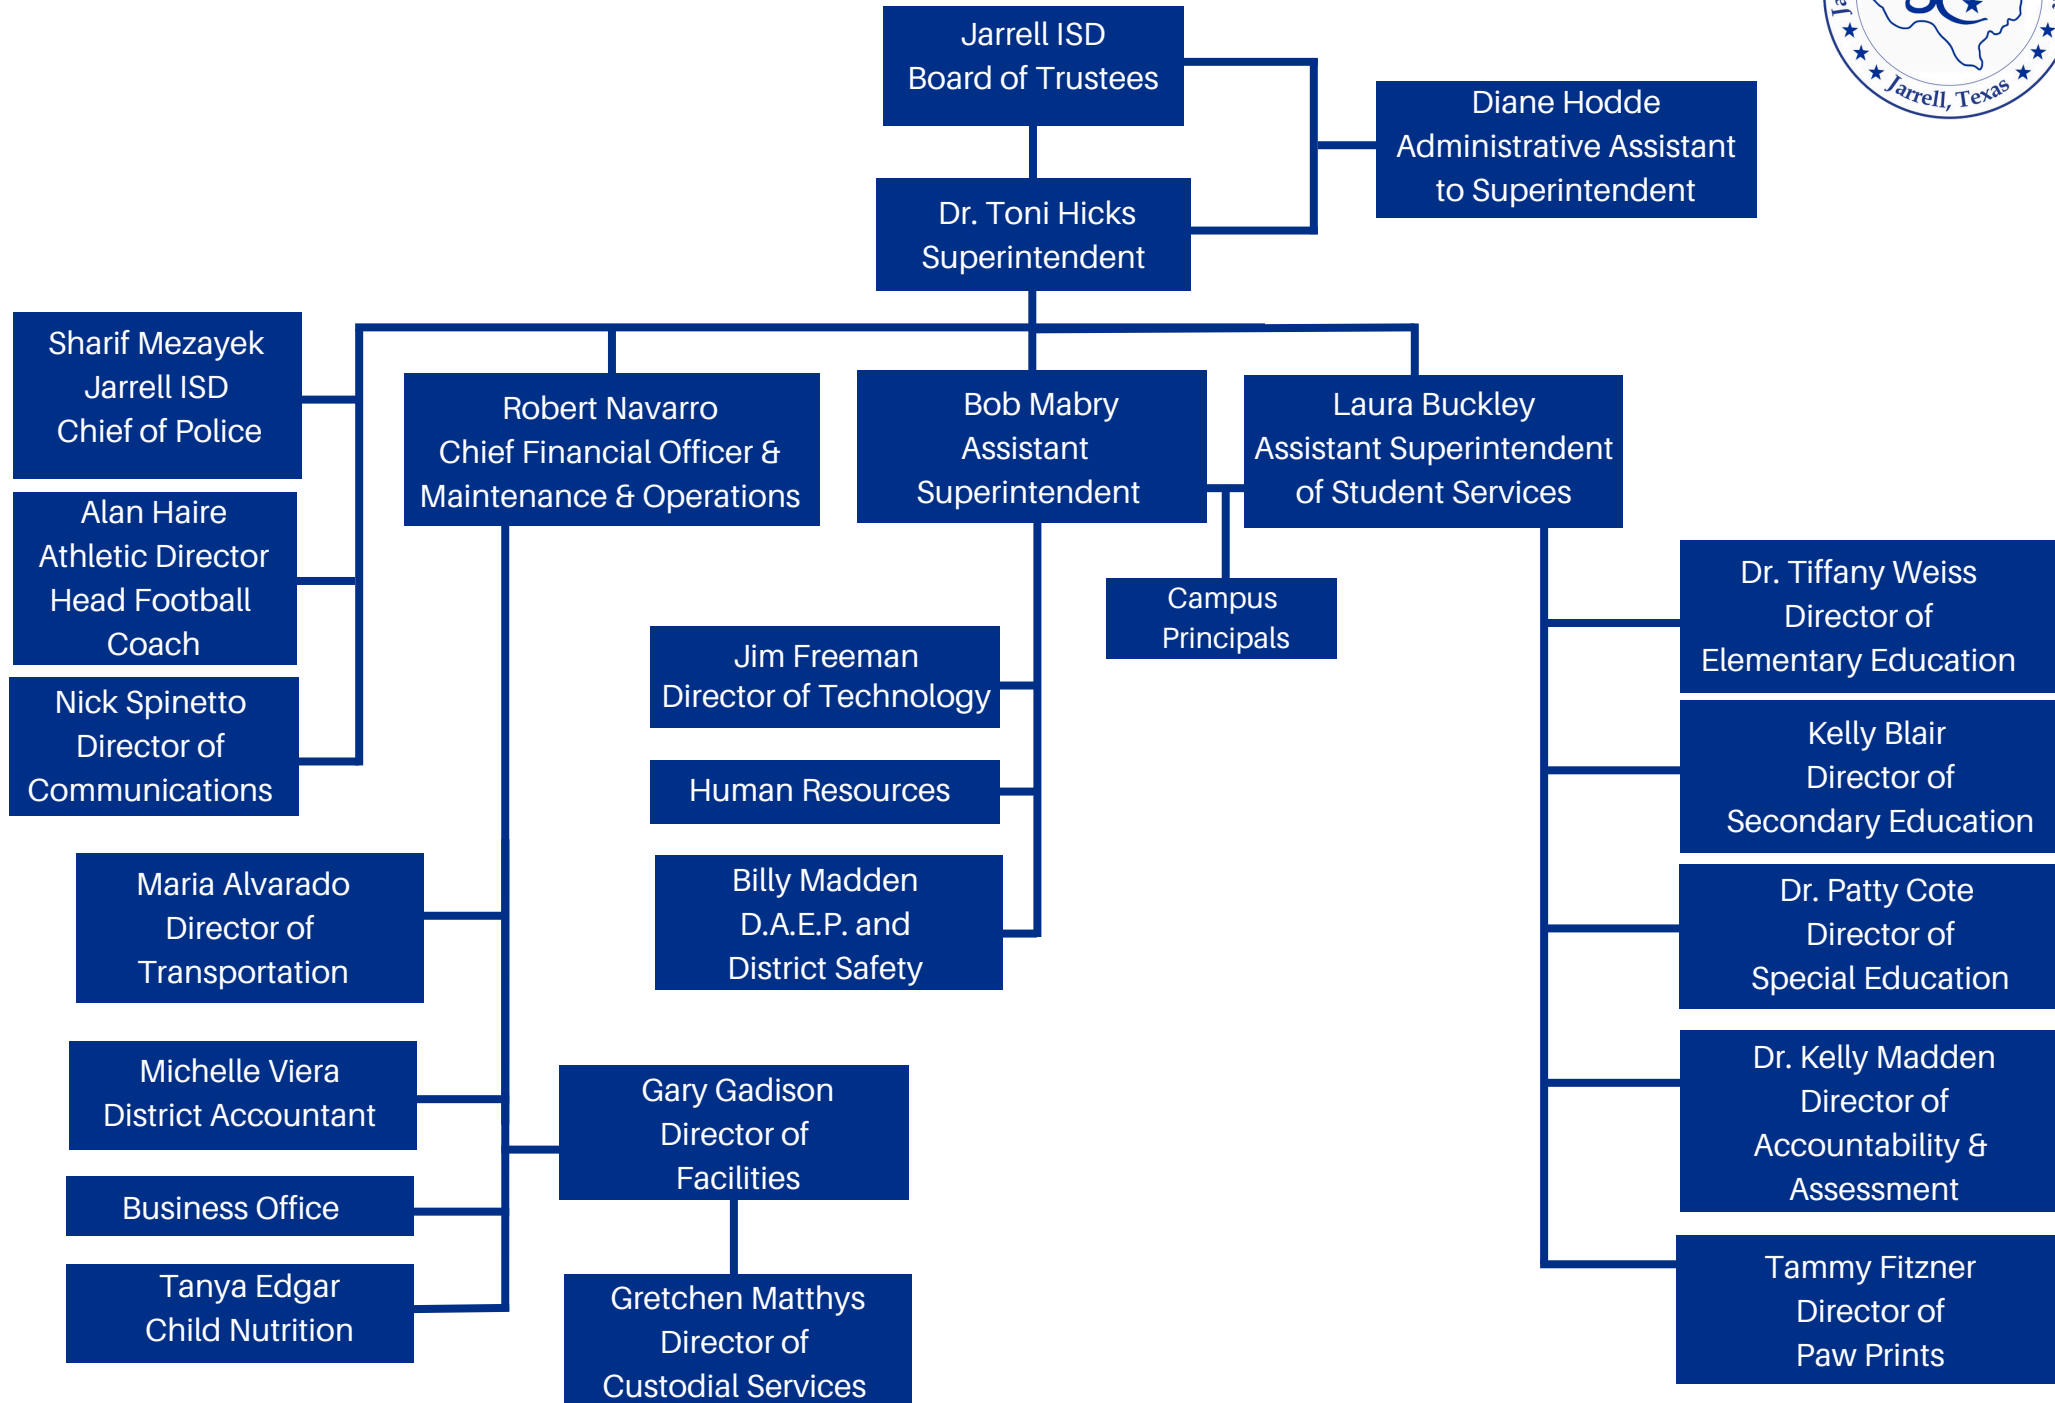 Jarrell ISD
Board of Trustees
Jarrell, Texas
Diane Hodde
Administrative Assistant
to Superintendent
Dr. Toni Hicks
Superintendent
Sharif Mezayek
Jarrell ISD
Chief of Police
Robert Navarro
Chief Financial Officer &
Maintenance & Operations
Bob Mabry
Assistant
Superintendent
Laura Buckley
Assistant Superintendent
of Student Services
Alan Haire
Athletic Director
Head Football
Coach
Nick Spinetto
Director of
Communications
Campus
Principals
Jim Freeman
Director of Technology
Human Resources
Billy Madden
D.A.E.P. and
District Safety
Dr. Tiffany Weiss
Director of
Elementary Education
Kelly Blair
Director of
Secondary Education
Dr. Patty Cote
Director of
Special Education
Dr. Kelly Madden
Director of
Accountability &
Assessment
Tammy Fitzner
Director of
Paw Prints
Maria Alvarado
Director of
Transportation
Michelle Viera
District Accountant
Business Office
Tanya Edgar
Child Nutrition
Gary Gadison
Director of
Facilities
Gretchen Matthys
Director of
Custodial Services